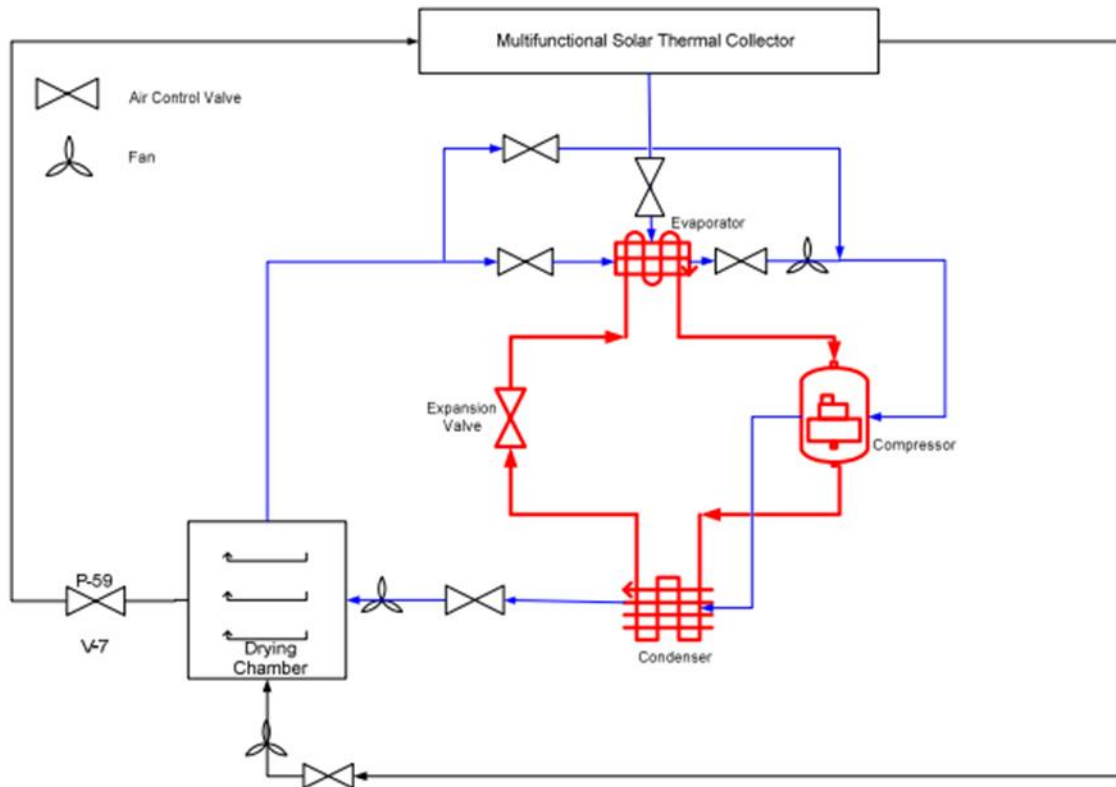 Multifunctional Solar Thermal Collector
Air Control Valve
Fan
Evaporator
Expansion
Valve
Compressor
P-59
V-7
Drying
Chamber
Condenser